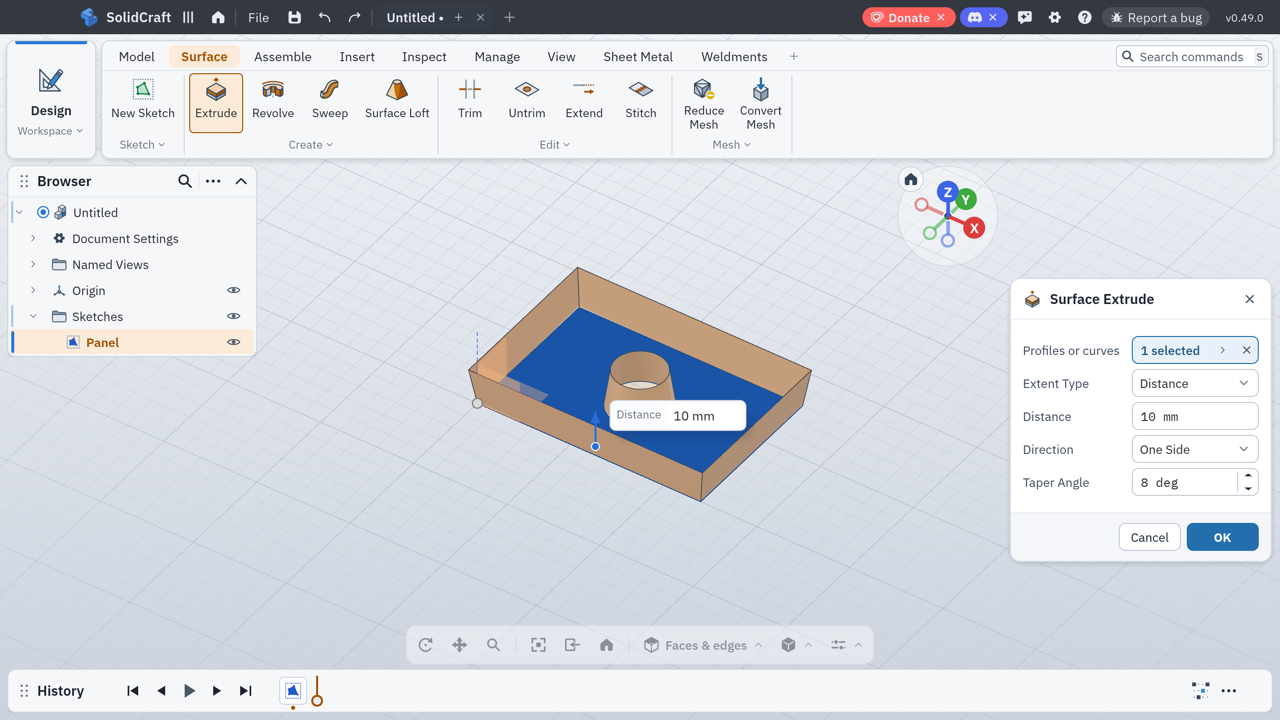 SolidCraft
File
Untitled •
Donate
Report a bug
v0.49.0
Design
Workspace
Model
Surface
Assemble
Insert
Inspect
Manage
View
Sheet Metal
Weldments
Search commands
S
New Sketch
Extrude
Revolve
Sweep
Surface Loft
Trim
Untrim
Extend
Stitch
Reduce
Mesh
Convert
Mesh
Sketch
Create
Edit
Mesh
Browser
Untitled
Document Settings
Named Views
Origin
Sketches
Panel
Z
Y
X
Distance
10 mm
Surface Extrude
Profiles or curves
1 selected
Extent Type
Distance
Distance
10 mm
Direction
One Side
Taper Angle
8 deg
Cancel
OK
Faces & edges
History